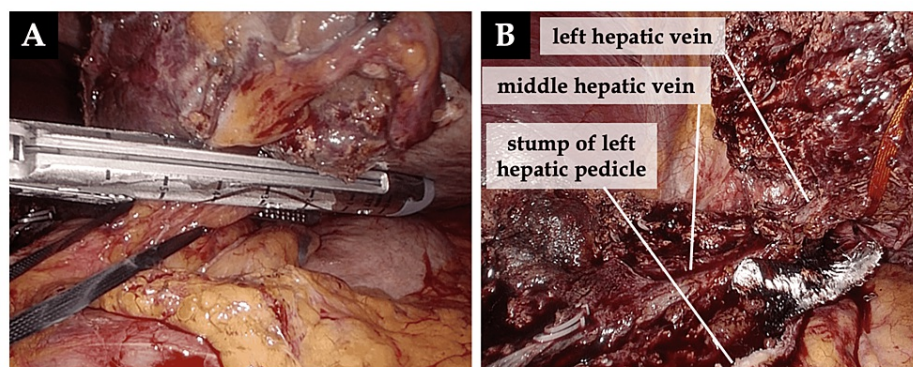 A
B
left hepatic vein
middle hepatic vein
stump of left
hepatic pedicle